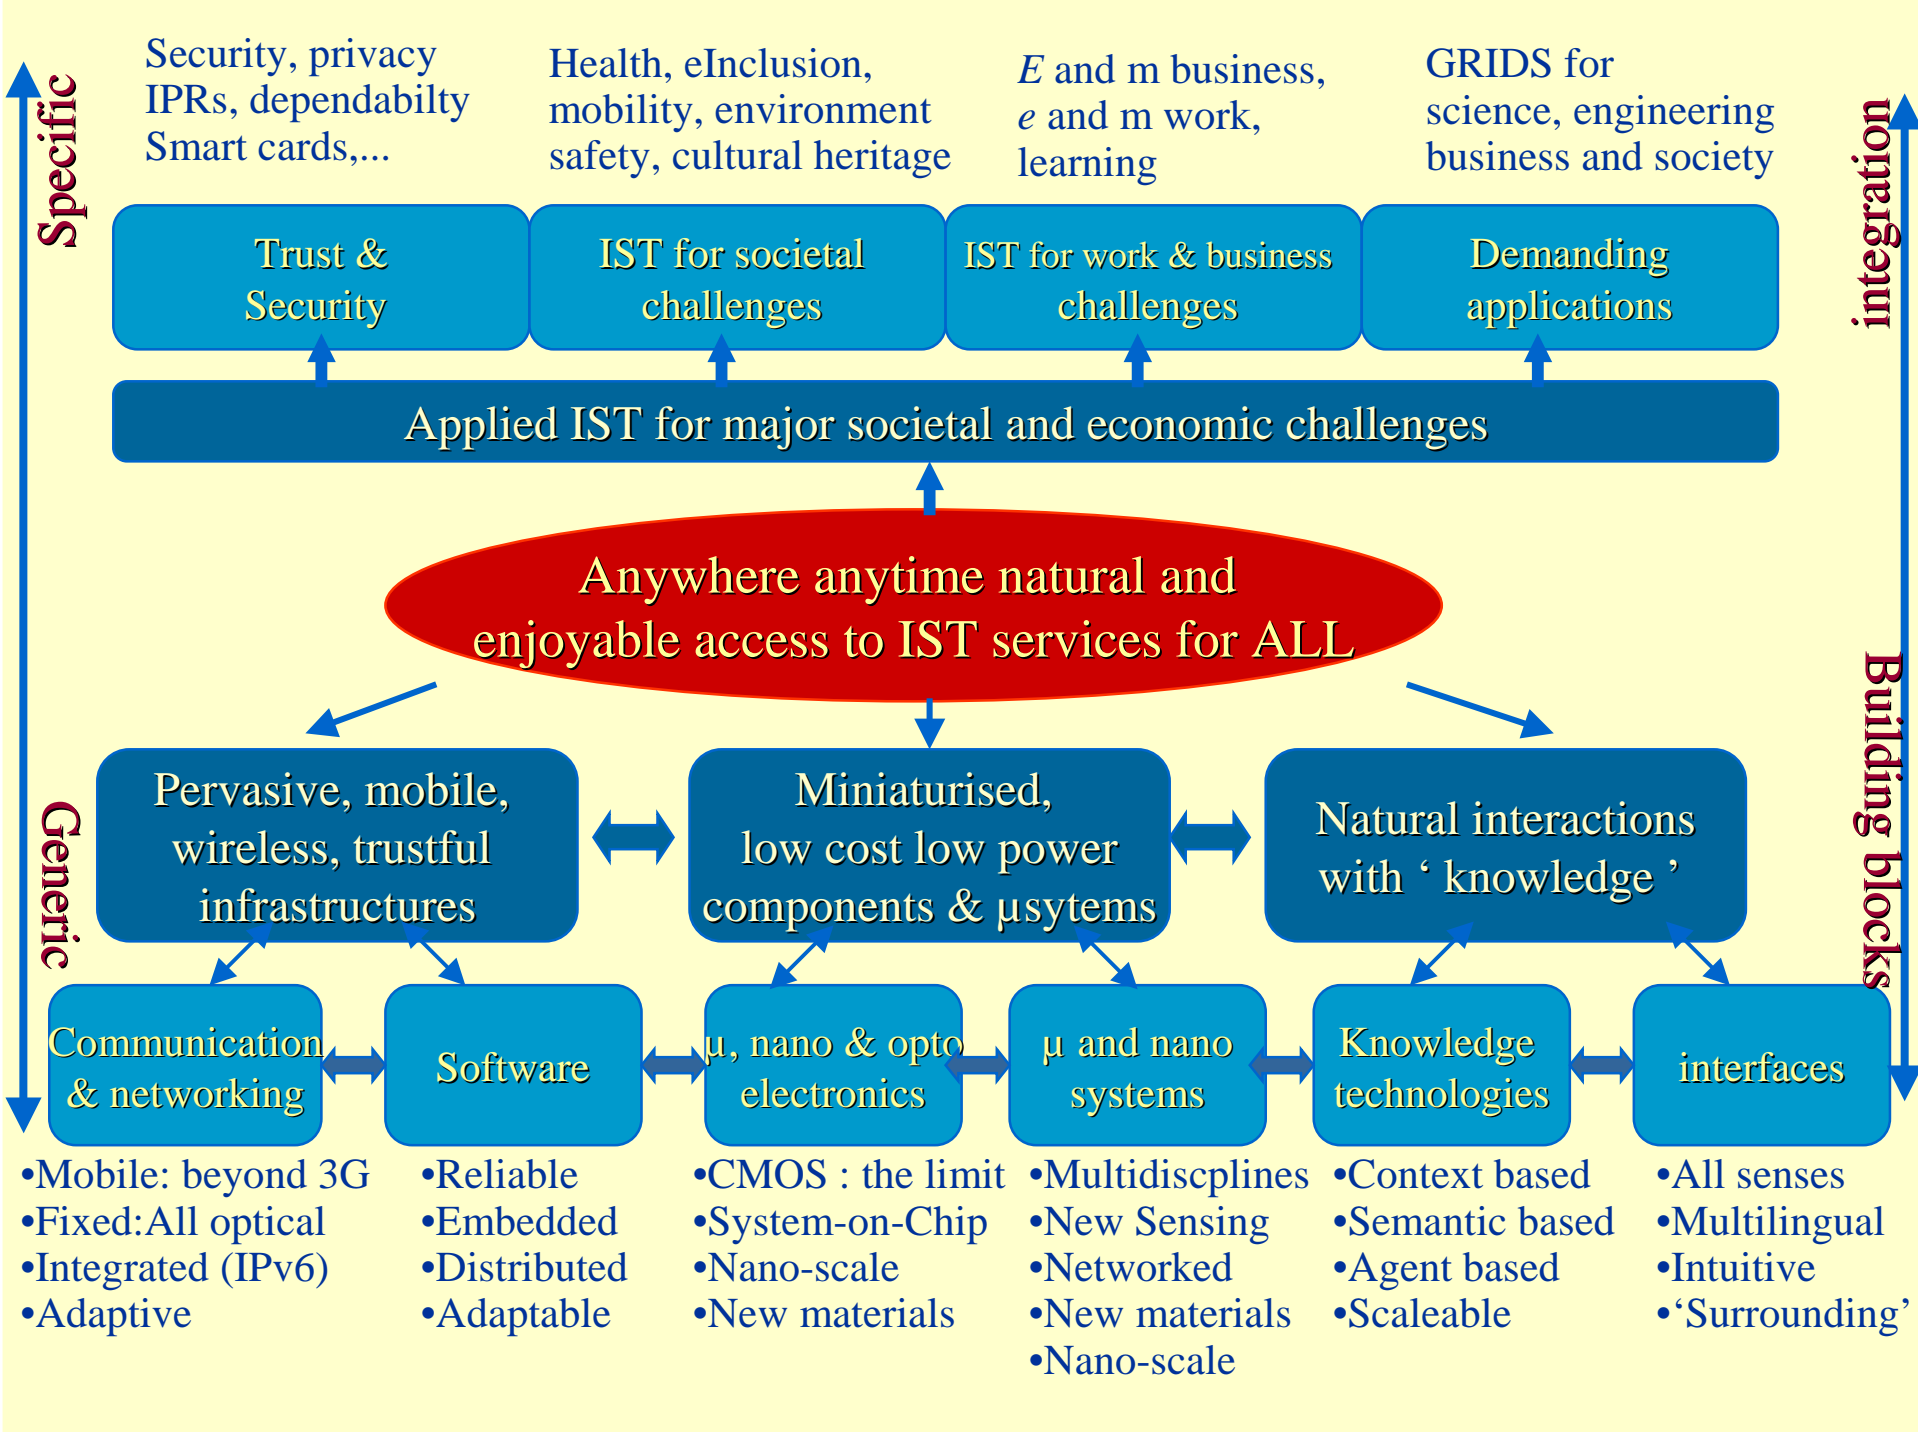 Security, privacy
IPRs, dependabilty
Smart cards,...
Health, eInclusion,
mobility, environment
safety, cultural heritage
E and m business,
e and m work,
learning
GRIDS for
science, engineering
business and society
Specific
integration
Trust &
Security
IST for societal
challenges
IST for work & business
challenges
Demanding
applications
Applied IST for major societal and economic challenges
Anywhere anytime natural and
enjoyable access to IST services for ALL
Generic
Building blocks
Pervasive, mobile,
wireless, trustful
infrastructures
Miniaturised,
low cost low power
components & µsytems
Natural interactions
with ‘ knowledge ’
Communication
& networking
Software
µ, nano & opto
electronics
µ and nano
systems
Knowledge
technologies
interfaces
•Mobile: beyond 3G
•Fixed:All optical
•Integrated (IPv6)
•Adaptive
•Reliable
•Embedded
•Distributed
•Adaptable
•CMOS : the limit
•System-on-Chip
•Nano-scale
•New materials
•Multidiscplines
•New Sensing
•Networked
•New materials
•Nano-scale
•Context based
•Semantic based
•Agent based
•Scaleable
•All senses
•Multilingual
•Intuitive
•‘Surrounding’